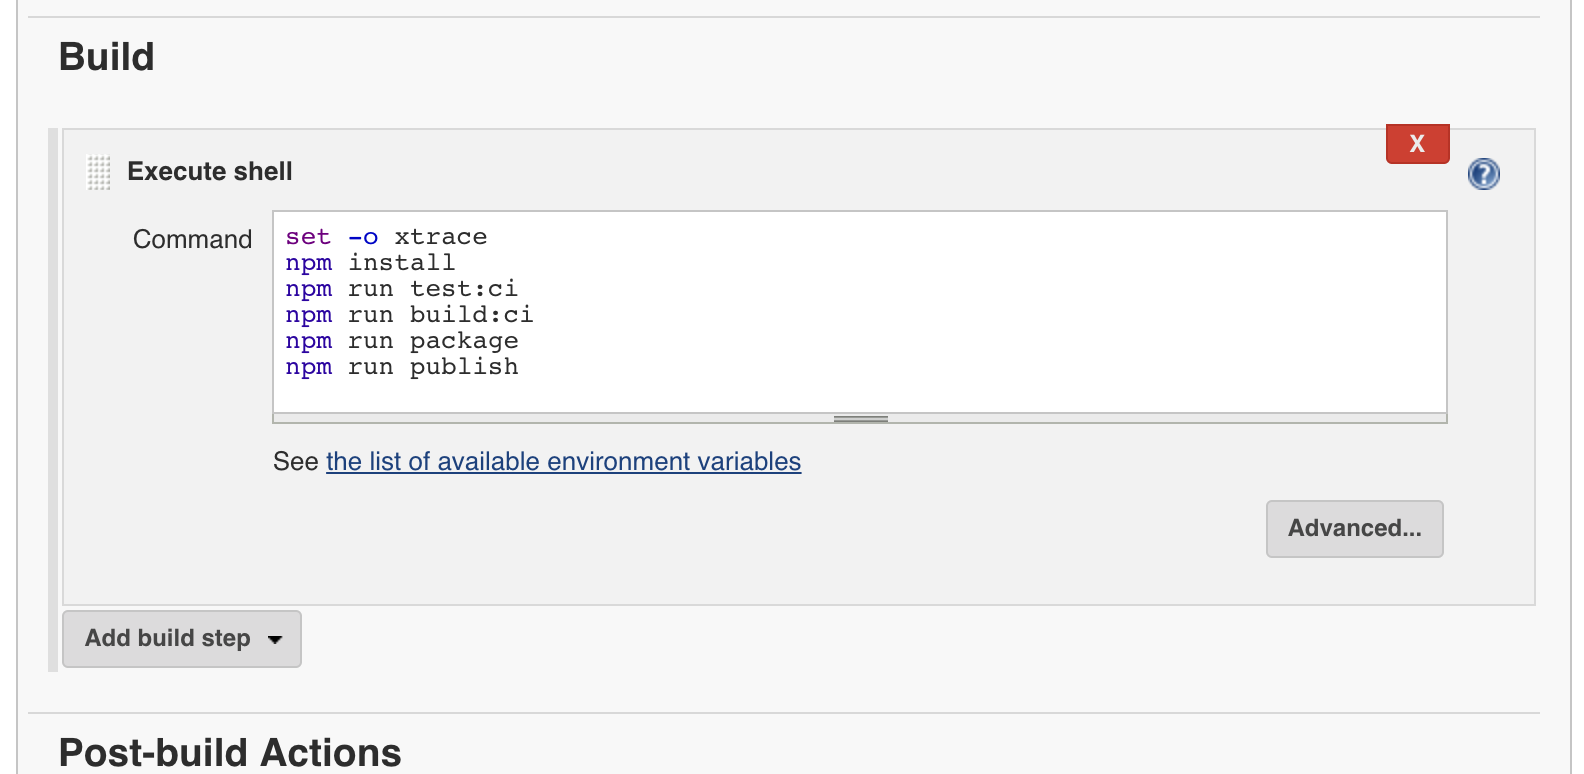 Build
X
Execute shell
?
Command
set -o xtrace
npm install
npm run test:ci
npm run build:ci
npm run package
npm run publish
See the list of available environment variables
Advanced...
Add build step
Post-build Actions